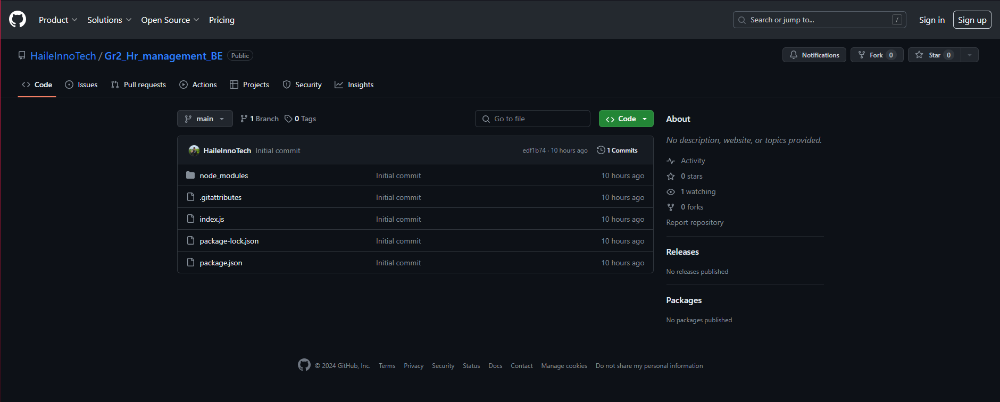 Product Solutions Open Source Pricing Search or jump to... / Sign in Sign up
HaileInnoTech / Gr2_Hr_management_BE Public Notifications Fork 0 Star 0
Code Issues Pull requests Actions Projects Security Insights
main 1 Branch 0 Tags Go to file Code
HaileInnoTech Initial commit edf1b74 · 10 hours ago 1 Commits
node_modules Initial commit 10 hours ago
.gitattributes Initial commit 10 hours ago
index.js Initial commit 10 hours ago
package-lock.json Initial commit 10 hours ago
package.json Initial commit 10 hours ago
About
No description, website, or topics provided.
Activity
0 stars
1 watching
0 forks
Report repository
Releases
No releases published
Packages
No packages published
© 2024 GitHub, Inc. Terms Privacy Security Status Docs Contact Manage cookies Do not share my personal information